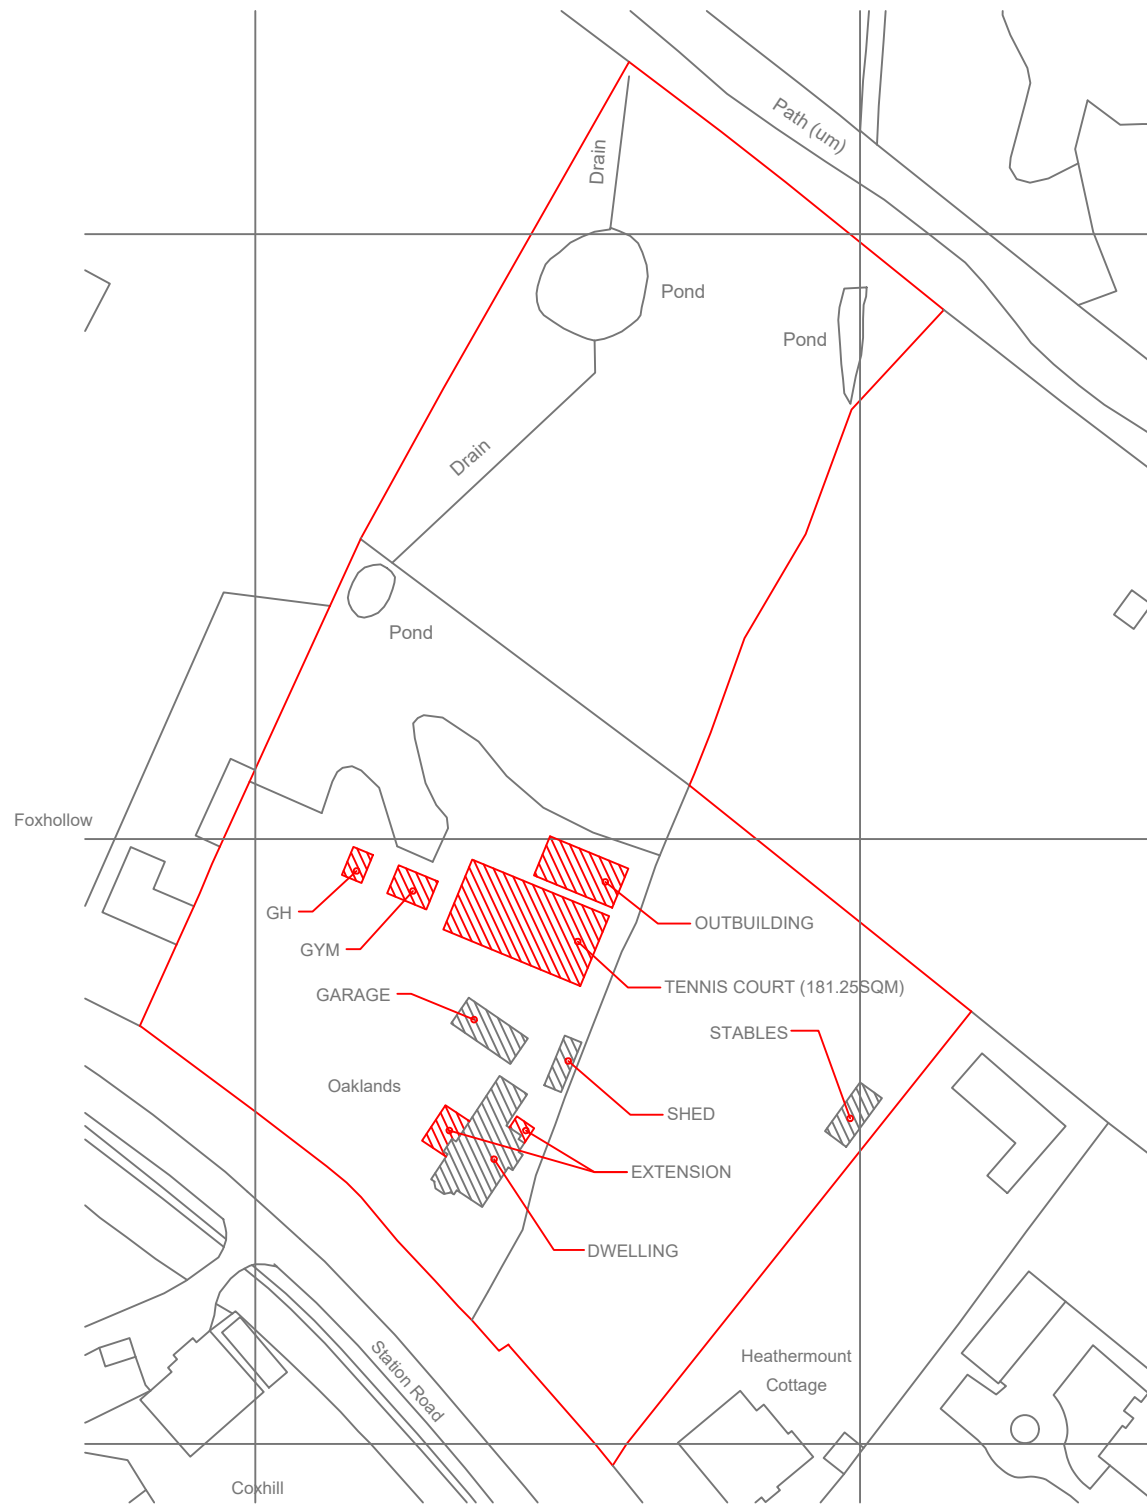 Path (um)
Drain
Pond
Pond
Drain
Pond
Foxhollow
GH
OUTBUILDING
GYM
TENNIS COURT (181.25SQM)
GARAGE
STABLES
Oaklands
SHED
EXTENSION
DWELLING
Station Road
Heathermount
Cottage
Coxhill